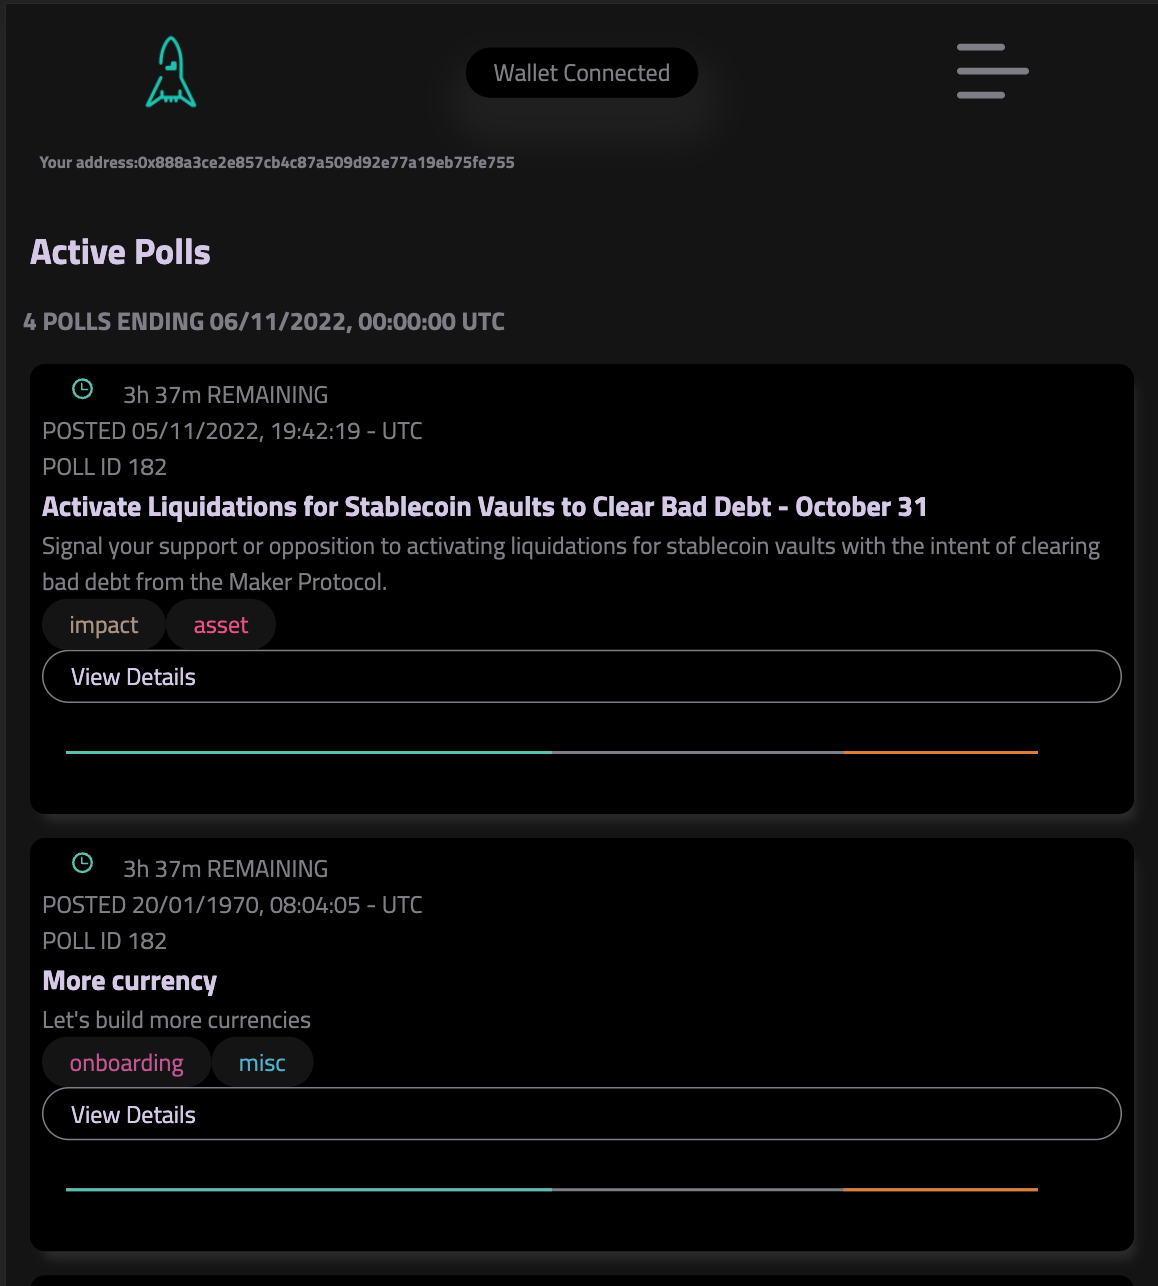 Wallet Connected
Your address:0x888a3ce2e857cb4c87a509d92e77a19eb75fe755
Active Polls
4 POLLS ENDING 06/11/2022, 00:00:00 UTC
3h 37m REMAINING
POSTED 05/11/2022, 19:42:19 - UTC
POLL ID 182
Activate Liquidations for Stablecoin Vaults to Clear Bad Debt - October 31
Signal your support or opposition to activating liquidations for stablecoin vaults with the intent of clearing
bad debt from the Maker Protocol.
impact asset
View Details
3h 37m REMAINING
POSTED 20/01/1970, 08:04:05 - UTC
POLL ID 182
More currency
Let's build more currencies
onboarding misc
View Details